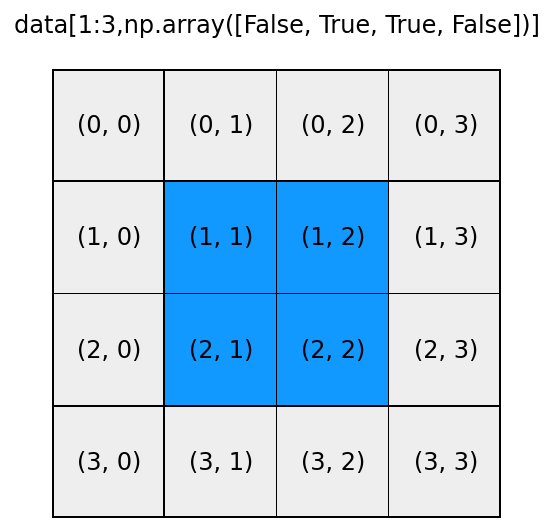 data[1:3,np.array([False, True, True, False])]
(0, 0) (0, 1) (0, 2) (0, 3)
(1, 0) (1, 1) (1, 2) (1, 3)
(2, 0) (2, 1) (2, 2) (2, 3)
(3, 0) (3, 1) (3, 2) (3, 3)